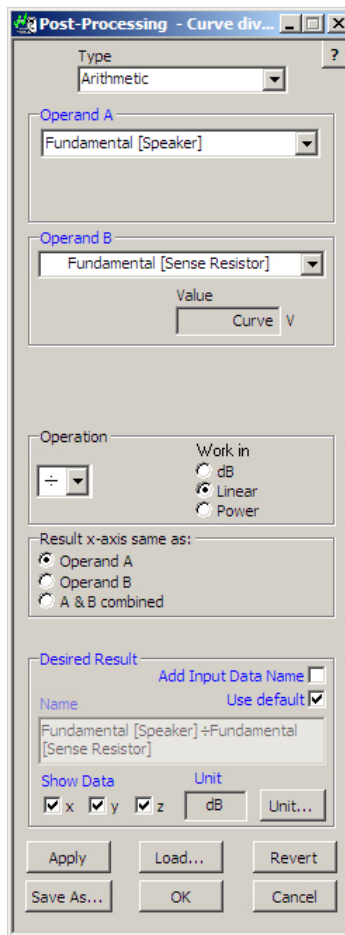 Post-Processing - Curve div...
Type
?
Arithmetic
Operand A
Fundamental [Speaker]
Operand B
Fundamental [Sense Resistor]
Value
Curve V
Operation
Work in
÷
dB
Linear
Power
Result x-axis same as:
Operand A
Operand B
A & B combined
Desired Result
Add Input Data Name
Name
Use default
Fundamental [Speaker]÷Fundamental
[Sense Resistor]
Show Data
Unit
x y z dB Unit...
Apply Load... Revert
Save As... OK Cancel